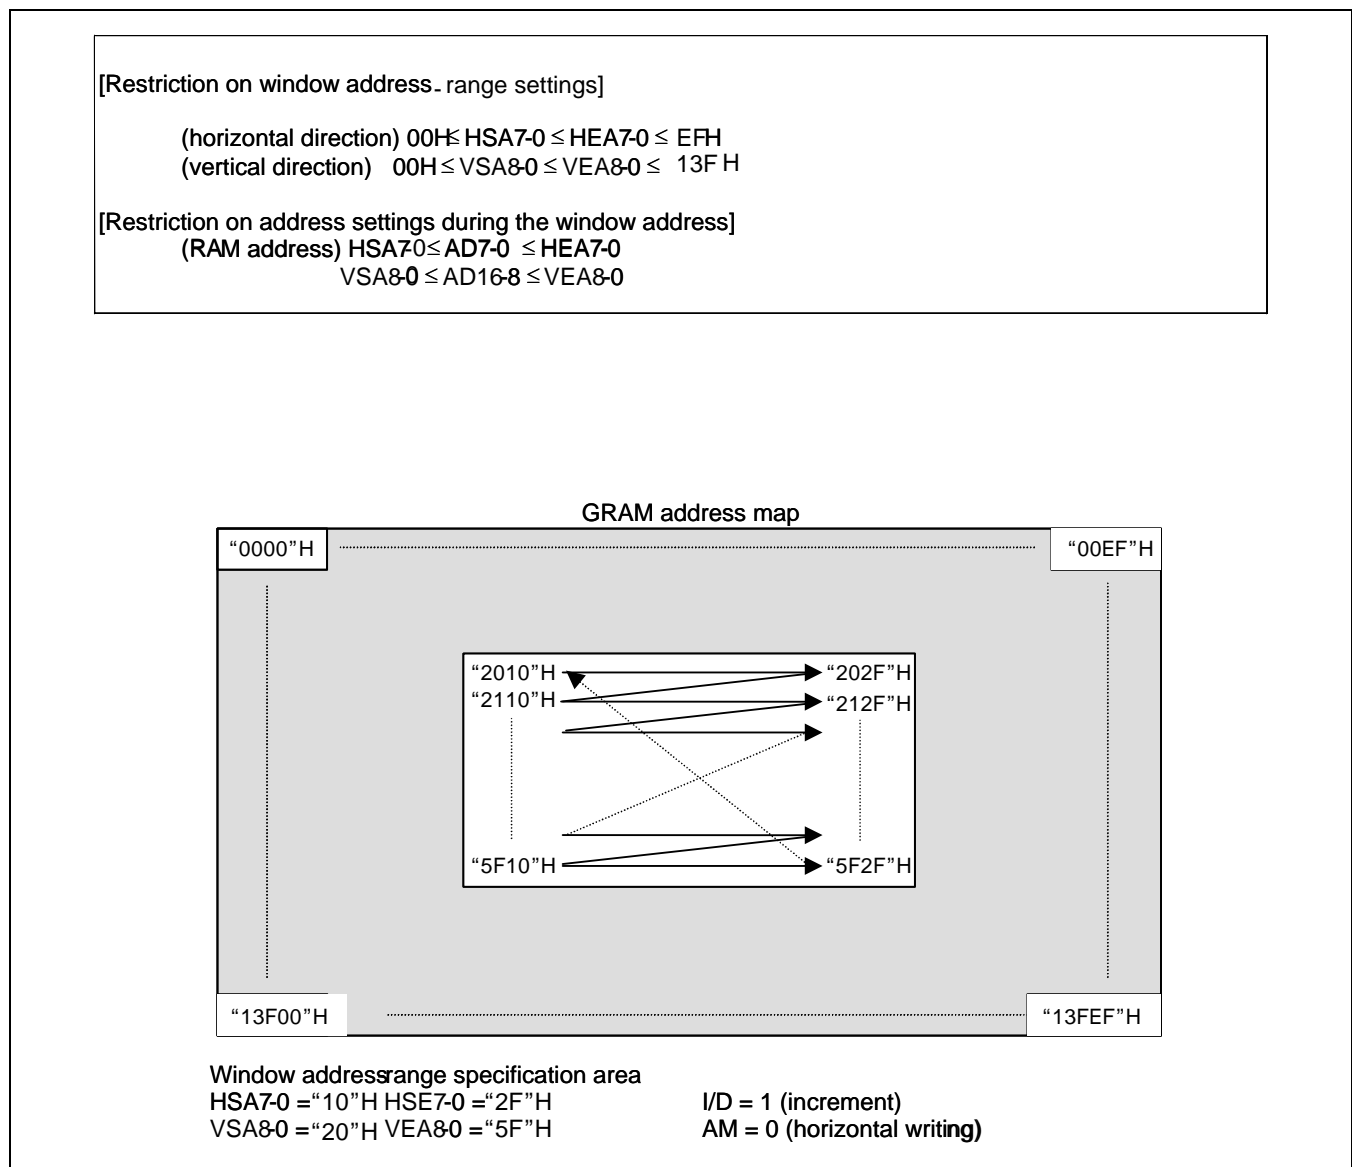 [Restriction on window address- range settings]
(horizontal direction) 00H≤ HSA7-0 ≤ HEA7-0 ≤ EFH
(vertical direction) 00H ≤ VSA8-0 ≤ VEA8-0 ≤ 13F H
[Restriction on address settings during the window address]
(RAM address) HSA7-0≤ AD7-0 ≤ HEA7-0
VSA8-0 ≤ AD16-8 ≤ VEA8-0
GRAM address map
“0000”H “00EF”H
“2010”H “202F”H
“2110”H “212F”H
“5F10”H “5F2F”H
“13F00”H “13FEF”H
Window address range specification area
HSA7-0 =“10”H HSE7-0 =“2F”H I/D = 1 (increment)
VSA8-0 =“20”H VEA8-0 =“5F”H AM = 0 (horizontal writing)